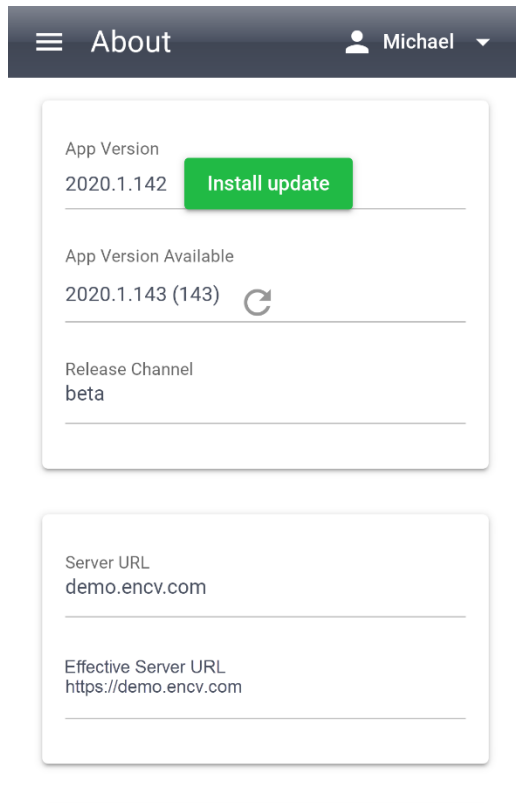 About
Michael
App Version
2020.1.142
Install update
App Version Available
2020.1.143 (143)
Release Channel
beta
Server URL
demo.encv.com
Effective Server URL
https://demo.encv.com